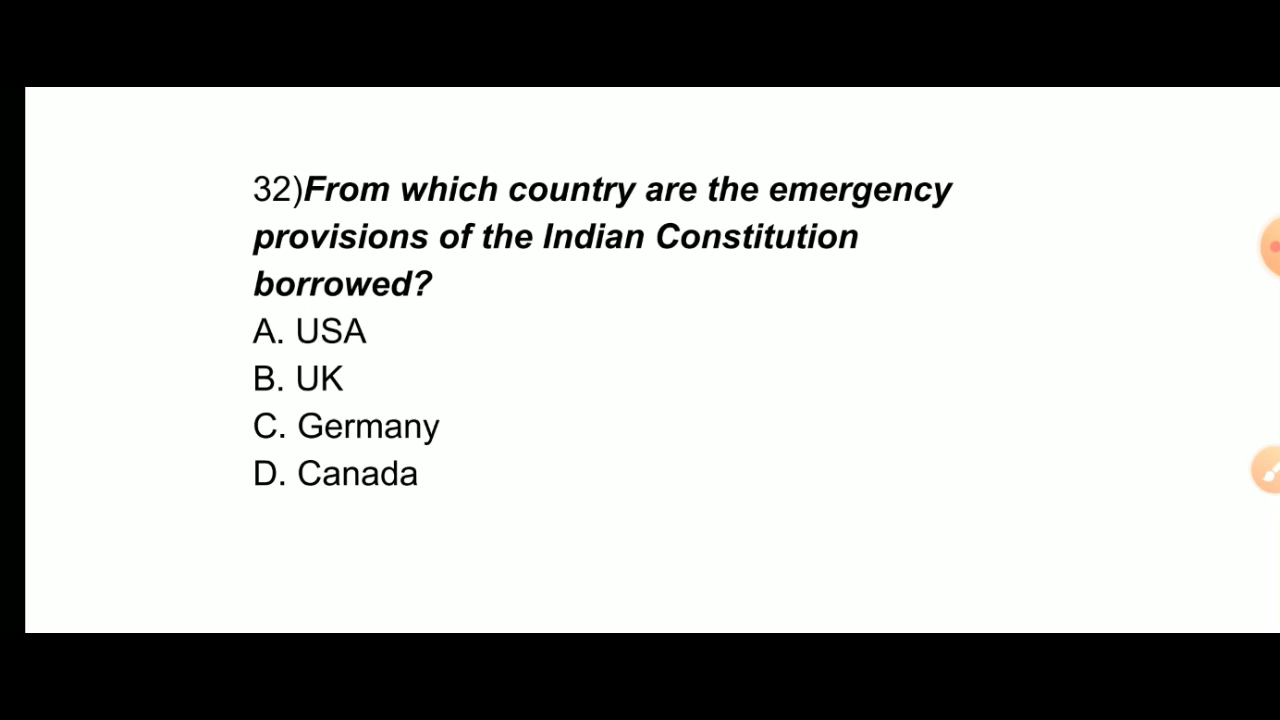 32)From which country are the emergency
provisions of the Indian Constitution
borrowed?
A. USA
B. UK
C. Germany
D. Canada